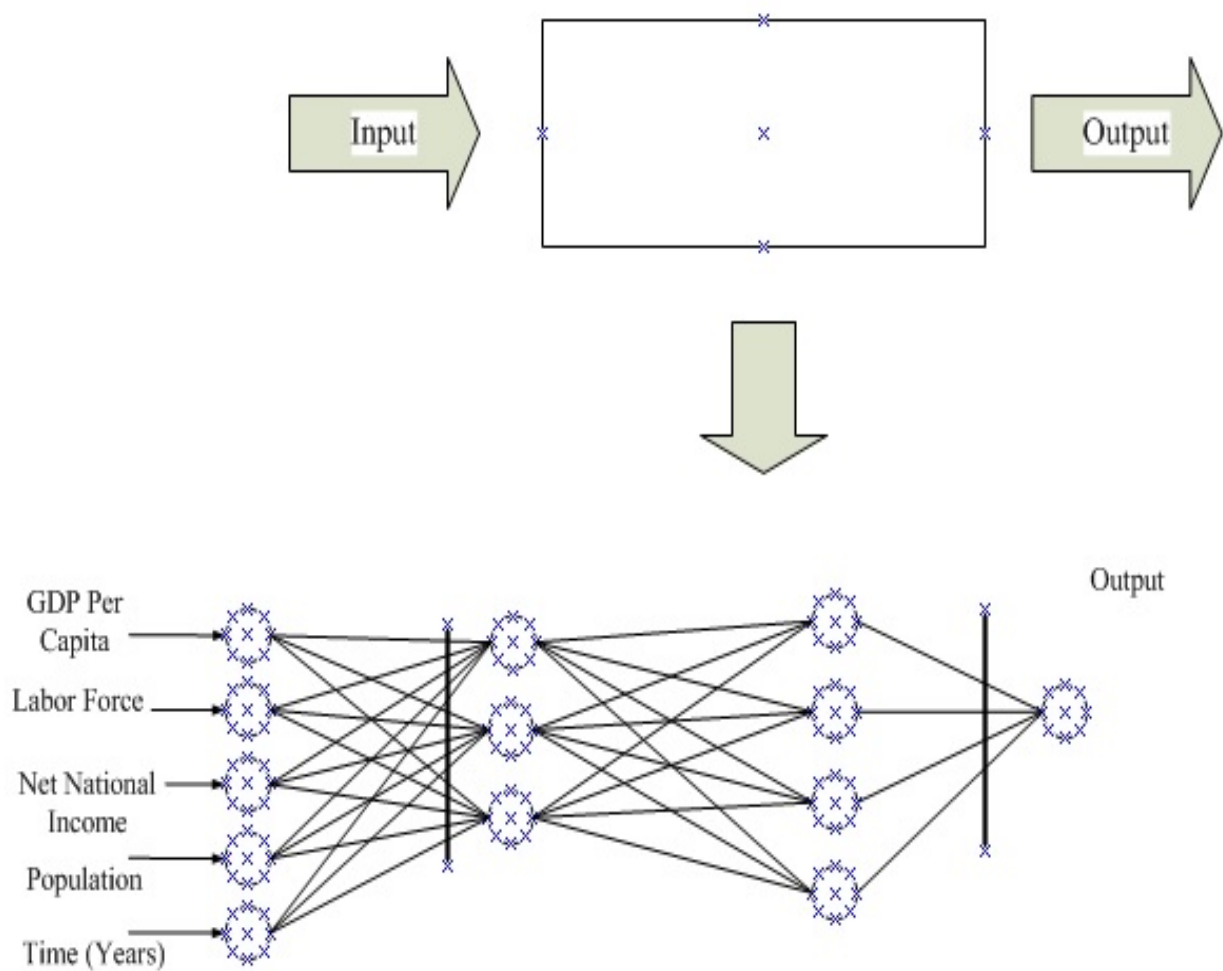 Input
Output
Output
GDP Per
Capita
Labor Force
Net National
Income
Population
Time (Years)